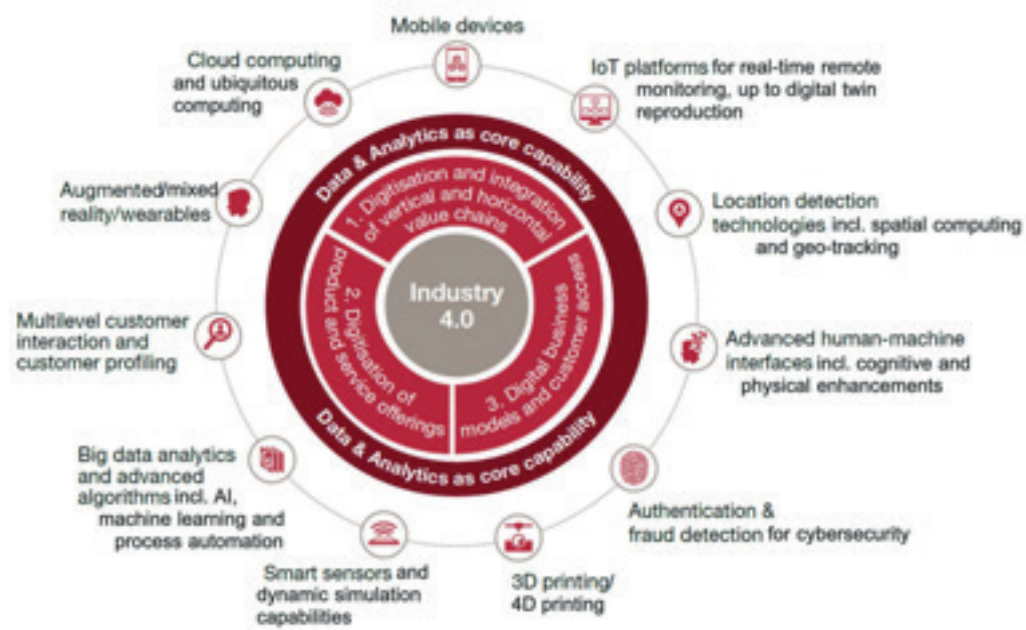 Mobile devices
IoT platforms for real-time remote
monitoring, up to digital twin
reproduction
Location detection
technologies incl. spatial computing
and geo-tracking
Advanced human-machine
interfaces incl. cognitive and
physical enhancements
Authentication &
fraud detection for cybersecurity
3D printing/
4D printing
Smart sensors and
dynamic simulation
capabilities
Big data analytics
and advanced
algorithms incl. AI,
machine learning and
process automation
Multilevel customer
interaction and
customer profiling
Augmented/mixed
reality/wearables
Cloud computing
and ubiquitous
computing
Data & Analytics as core capability
1. Digitisation and integration
of vertical and horizontal
value chains
2. Digitisation of
product and service offerings
3. Digital business
models and customer access
Industry
4.0
Data & Analytics as core capability